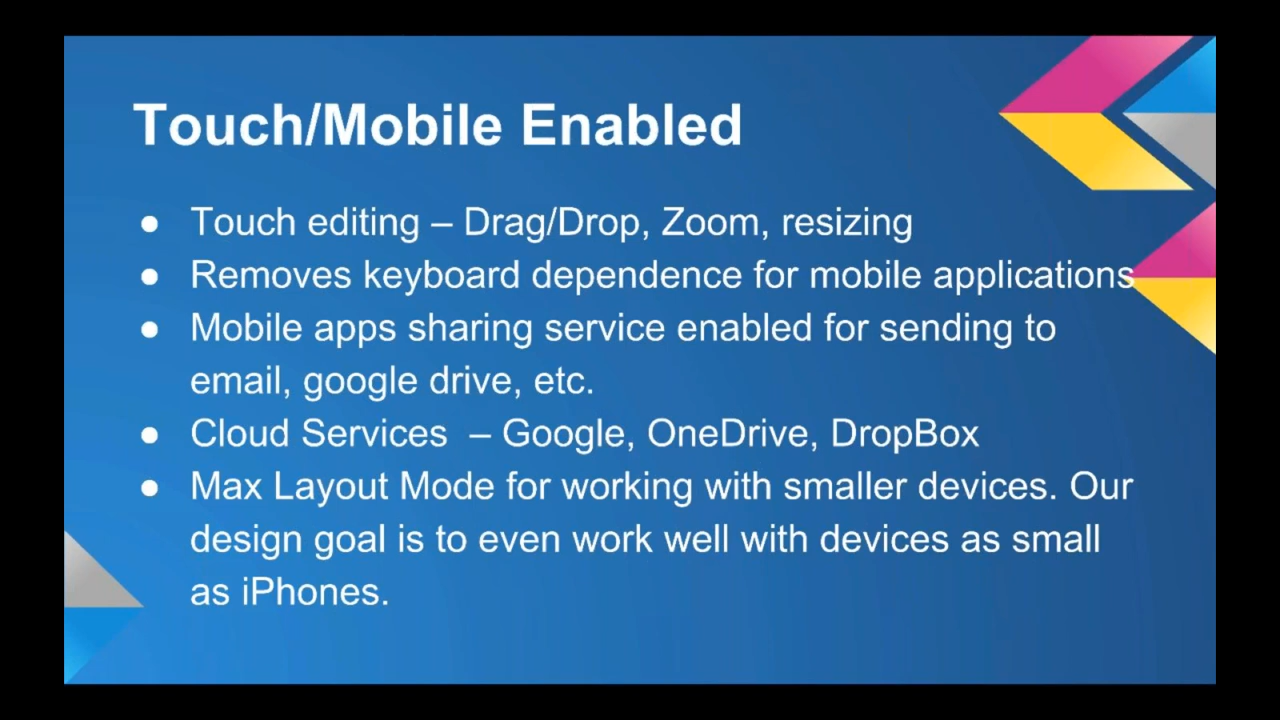 Touch/Mobile Enabled
● Touch editing – Drag/Drop, Zoom, resizing
● Removes keyboard dependence for mobile applications
● Mobile apps sharing service enabled for sending to
email, google drive, etc.
● Cloud Services – Google, OneDrive, DropBox
● Max Layout Mode for working with smaller devices. Our
design goal is to even work well with devices as small
as iPhones.